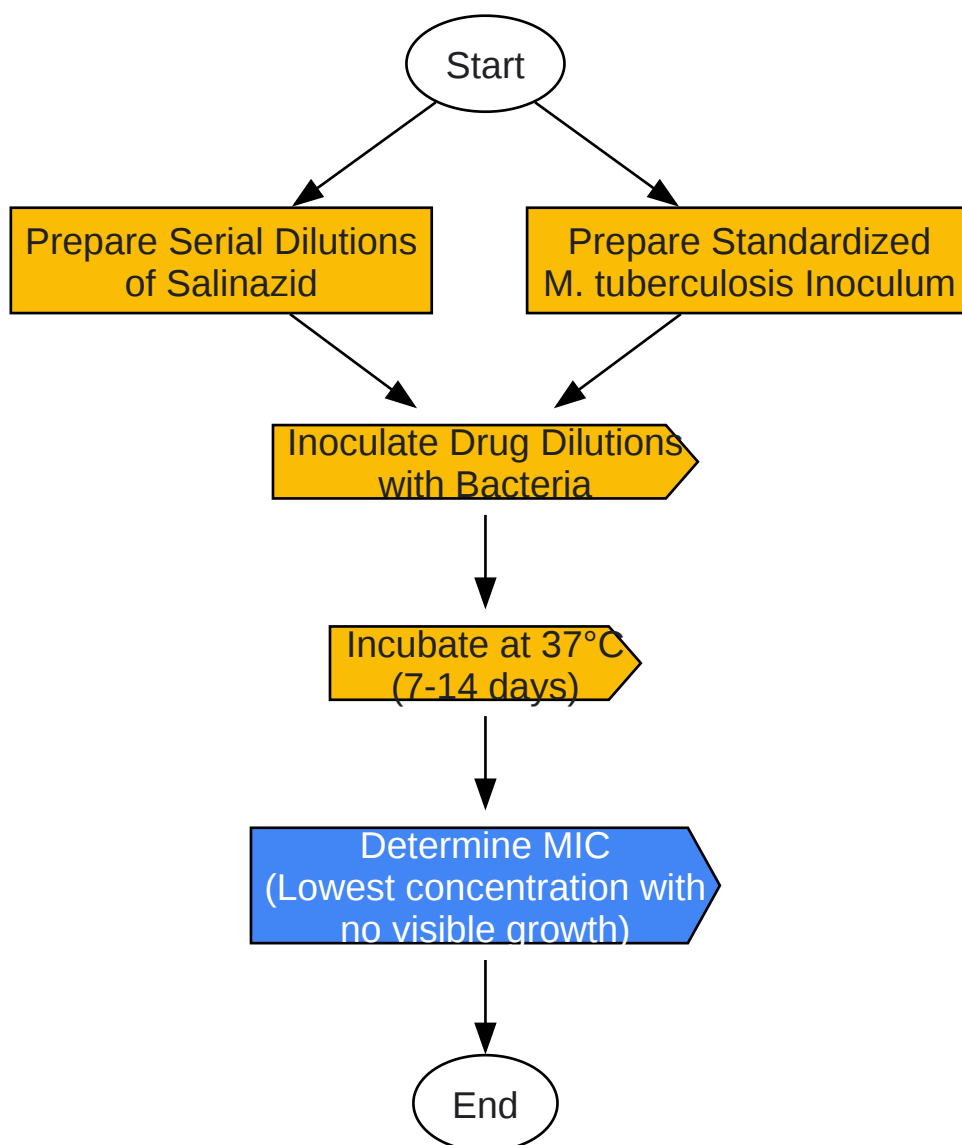 Start
Prepare Serial Dilutions
of Salinazid
Prepare Standardized
M. tuberculosis Inoculum
Inoculate Drug Dilutions
with Bacteria
Incubate at 37°C
(7-14 days)
Determine MIC
(Lowest concentration with
no visible growth)
End